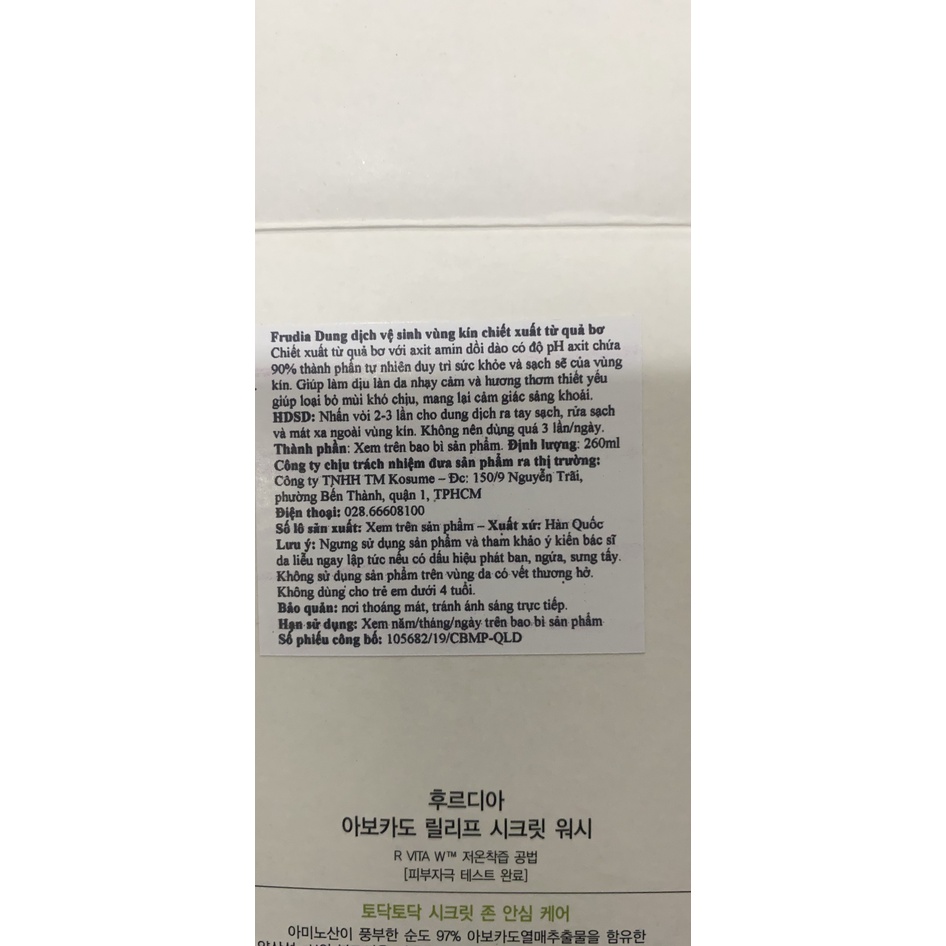 Frudia Dung dịch vệ sinh vùng kín chiết xuất từ quả bơ
Chiết xuất từ quả bơ với axit amin dồi dào có độ pH axit chứa
90% thành phần tự nhiên duy trì sức khỏe và sạch sẽ của vùng
kín. Giúp làm dịu làn da nhạy cảm và hương thơm thiết yếu
giúp loại bỏ mùi khó chịu, mang lại cảm giác sảng khoái.
HDSD: Nhấn vòi 2-3 lần cho dung dịch ra tay sạch, rửa sạch
và mát xa ngoài vùng kín. Không nên dùng quá 3 lần/ngày.
Thành phần: Xem trên bao bì sản phẩm. Định lượng: 260ml
Công ty chịu trách nhiệm đưa sản phẩm ra thị trường:
Công ty TNHH TM Kosume – Đc: 150/9 Nguyễn Trãi,
phường Bến Thành, quận 1, TPHCM
Điện thoại: 028.66608100
Số lô sản xuất: Xem trên sản phẩm – Xuất xứ: Hàn Quốc
Lưu ý: Ngưng sử dụng sản phẩm và tham khảo ý kiến bác sĩ
da liễu ngay lập tức nếu có dấu hiệu phát ban, ngứa, sưng tấy.
Không sử dụng sản phẩm trên vùng da có vết thương hở.
Không dùng cho trẻ em dưới 4 tuổi.
Bảo quản: nơi thoáng mát, tránh ánh sáng trực tiếp.
Hạn sử dụng: Xem năm/tháng/ngày trên bao bì sản phẩm
Số phiếu công bố: 105682/19/CBMP-QLD
후르디아
아보카도 릴리프 시크릿 워시
R VITA W™ 저온착즙 공법
[피부자극 테스트 완료]
토닥토닥 시크릿 존 안심 케어
아미노산이 풍부한 순도 97% 아보카도열매추출물을 함유한